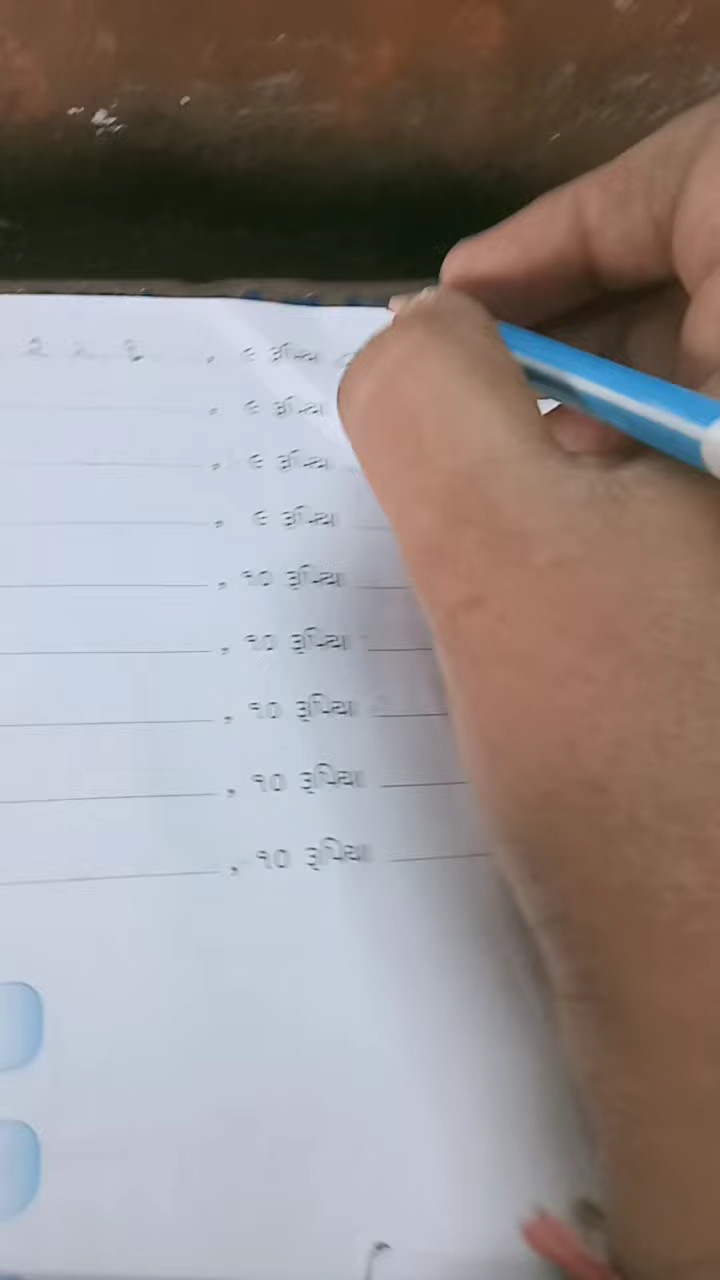 , ૯ રૂપિયા
, ૯ રૂપિયા
, ૯ રૂપિયા
, ૯ રૂપિયા
, ૧૦ રૂપિયા
, ૧૦ રૂપિયા
, ૧૦ રૂપિયા
, ૧૦ રૂપિયા
, ૧૦ રૂપિયા